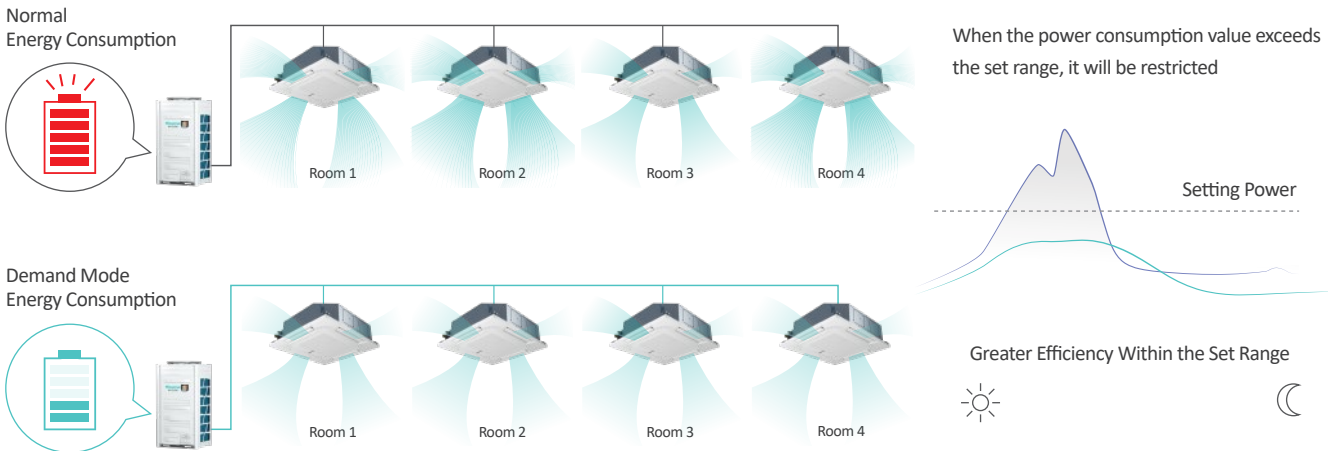 Normal
Energy Consumption
Room 1
Room 2
Room 3
Room 4
When the power consumption value exceeds
the set range, it will be restricted
Setting Power
Demand Mode
Energy Consumption
Room 1
Room 2
Room 3
Room 4
Greater Efficiency Within the Set Range